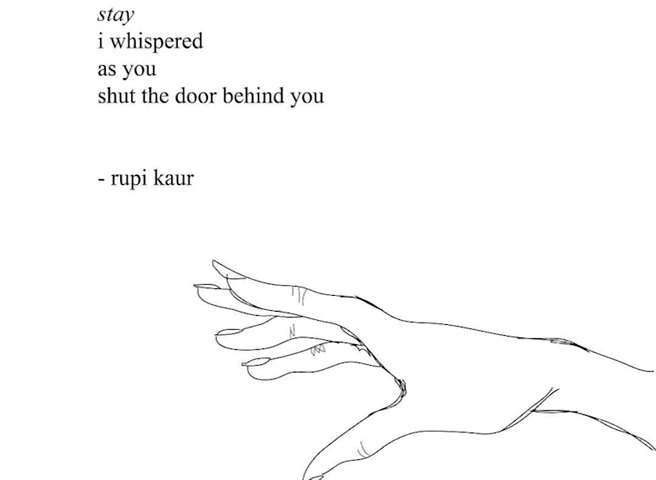 stay
i whispered
as you
shut the door behind you
- rupi kaur